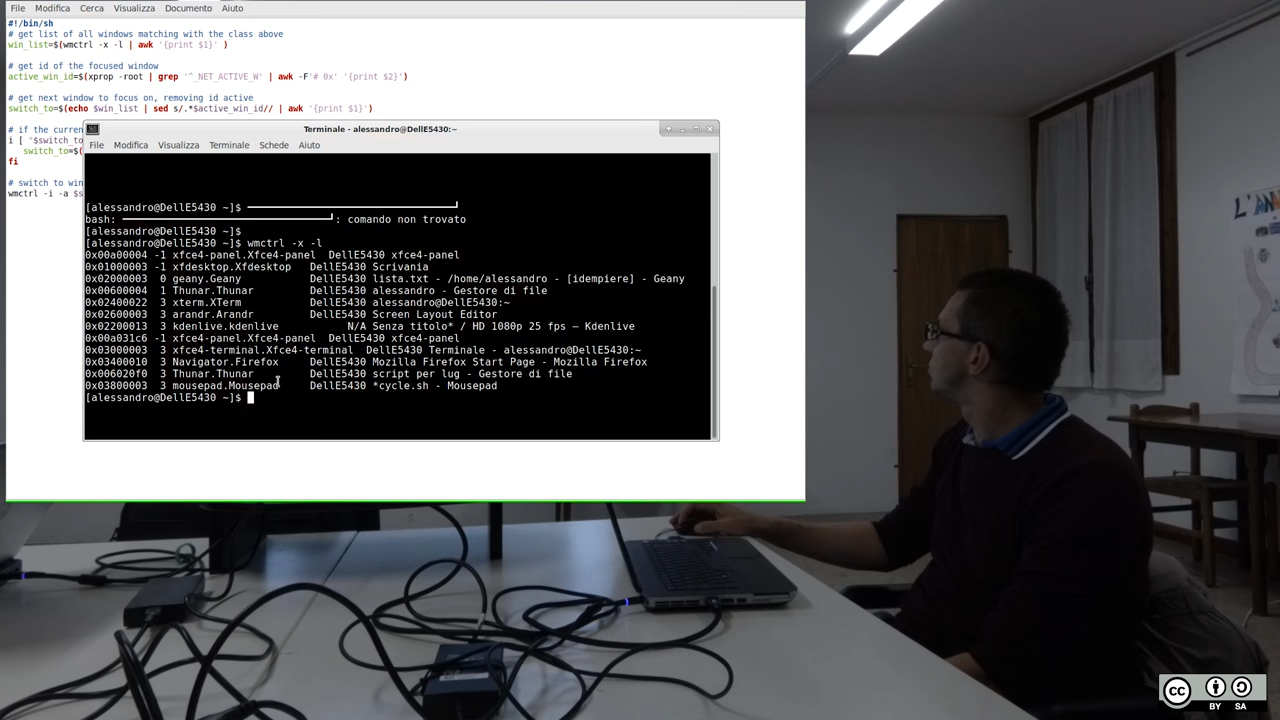 File Modifica Cerca Visualizza Documento Aiuto
#!/bin/sh
# get list of all windows matching with the class above
win_list=$(wmctrl -x -l | awk '{print $1}' )
# get id of the focused window
active_win_id=$(xprop -root | grep '^_NET_ACTIVE_W' | awk -F'# 0x' '{print $2}')
# get next window to focus on, removing id active
switch_to=$(echo $win_list | sed s/.*$active_win_id// | awk '{print $1}')
# if the curren
i [ "$switch_to
switch_to=$(
fi
# switch to win
wmctrl -i -a $s
Terminale - alessandro@DellE5430:~
File Modifica Visualizza Terminale Schede Aiuto
[alessandro@DellE5430 ~]$ ━━━━━━━━━━━━━━━━━━━━━━━━━━━━━━━━━┛
bash: ━━━━━━━━━━━━━━━━━━━━━━━━━━━━━━━━━┛: comando non trovato
[alessandro@DellE5430 ~]$
[alessandro@DellE5430 ~]$ wmctrl -x -l
0x00a00004 -1 xfce4-panel.Xfce4-panel  DellE5430 xfce4-panel
0x01000003 -1 xfdesktop.Xfdesktop   DellE5430 Scrivania
0x02000003  0 geany.Geany           DellE5430 lista.txt - /home/alessandro - [idempiere] - Geany
0x00600004  1 Thunar.Thunar         DellE5430 alessandro - Gestore di file
0x02400022  3 xterm.XTerm           DellE5430 alessandro@DellE5430:~
0x02600003  3 arandr.Arandr         DellE5430 Screen Layout Editor
0x02200013  3 kdenlive.kdenlive           N/A Senza titolo* / HD 1080p 25 fps – Kdenlive
0x00a031c6  3 xfce4-panel.Xfce4-panel  DellE5430 xfce4-panel
0x03000003  3 xfce4-terminal.Xfce4-terminal  DellE5430 Terminale - alessandro@DellE5430:~
0x03400010  3 Navigator.Firefox     DellE5430 Mozilla Firefox Start Page - Mozilla Firefox
0x006020f0  3 Thunar.Thunar         DellE5430 script per lug - Gestore di file
0x03800003  3 mousepad.Mousepad     DellE5430 *cycle.sh - Mousepad
[alessandro@DellE5430 ~]$
cc
BY SA